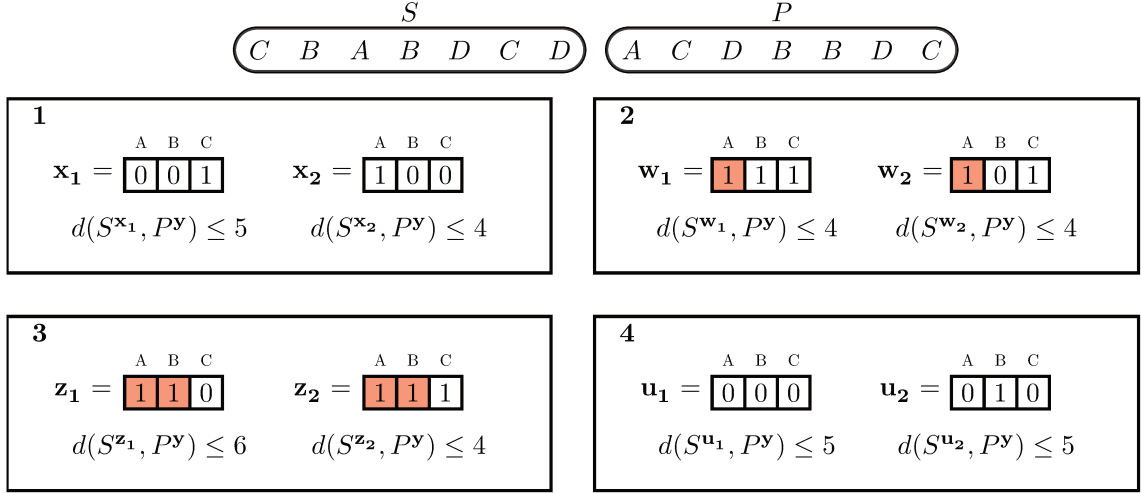 S P
C B A B D C D A C D B B D C
1
A B C A B C
x₁ = 0 0 1 x₂ = 1 0 0
d(S^x₁, P^y) ≤ 5 d(S^x₂, P^y) ≤ 4
2
A B C A B C
w₁ = 1 1 1 w₂ = 1 0 1
d(S^w₁, P^y) ≤ 4 d(S^w₂, P^y) ≤ 4
3
A B C A B C
z₁ = 1 1 0 z₂ = 1 1 1
d(S^z₁, P^y) ≤ 6 d(S^z₂, P^y) ≤ 4
4
A B C A B C
u₁ = 0 0 0 u₂ = 0 1 0
d(S^u₁, P^y) ≤ 5 d(S^u₂, P^y) ≤ 5